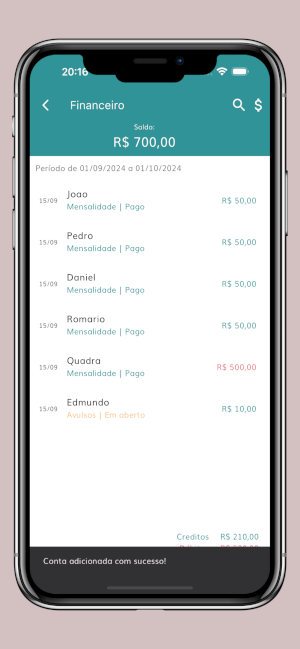 20:16
Financeiro
Saldo:
R$ 700,00
Período de 01/09/2024 a 01/10/2024
15/09 Joao R$ 50,00
Mensalidade | Pago
15/09 Pedro R$ 50,00
Mensalidade | Pago
15/09 Daniel R$ 50,00
Mensalidade | Pago
15/09 Romario R$ 50,00
Mensalidade | Pago
15/09 Quadra R$ 500,00
Mensalidade | Pago
15/09 Edmundo R$ 10,00
Avulsos | Em aberto
Creditos R$ 210,00
Conta adicionada com sucesso!